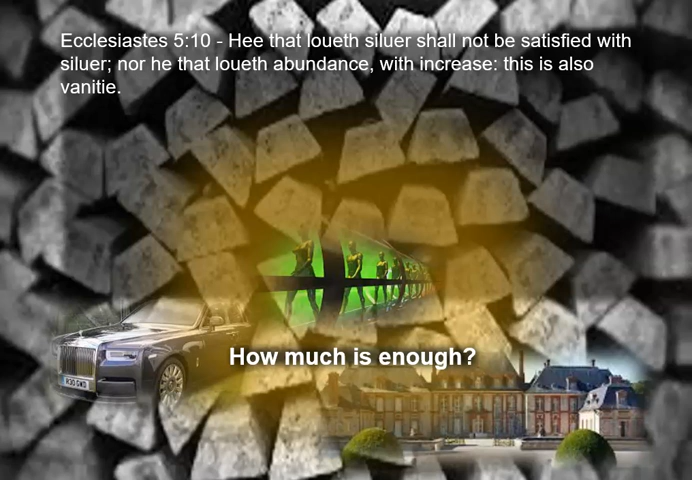 Ecclesiastes 5:10 - Hee that loueth siluer shall not be satisfied with
siluer; nor he that loueth abundance, with increase: this is also
vanitie.
How much is enough?